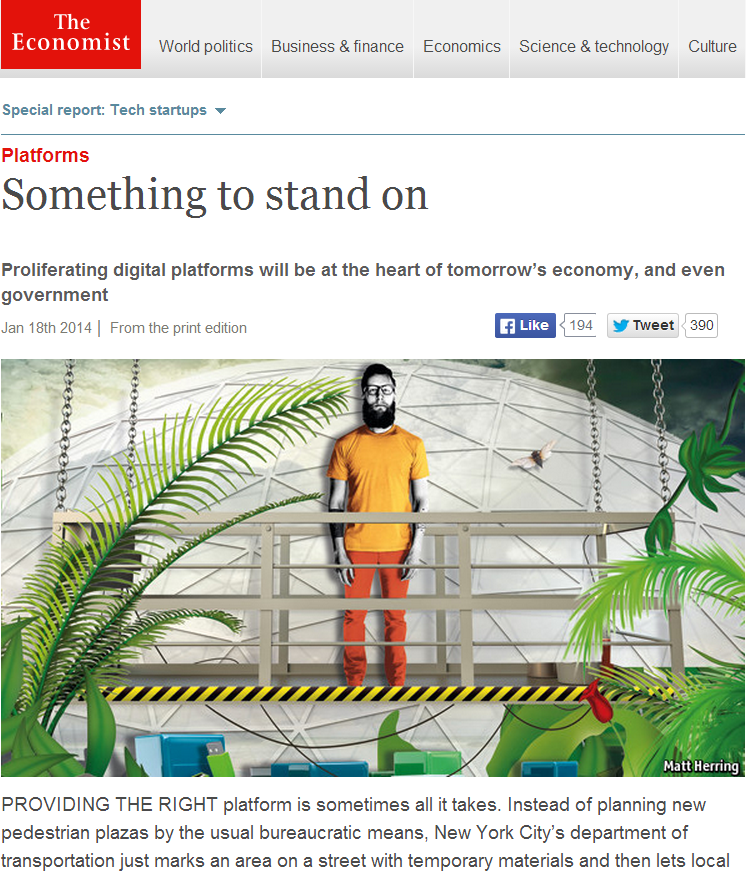 The
Economist
World politics
Business & finance
Economics
Science & technology
Culture
Special report: Tech startups
Platforms
Something to stand on
Proliferating digital platforms will be at the heart of tomorrow’s economy, and even
government
Jan 18th 2014 | From the print edition
Like 194
Tweet 390
Matt Herring
PROVIDING THE RIGHT platform is sometimes all it takes. Instead of planning new
pedestrian plazas by the usual bureaucratic means, New York City’s department of
transportation just marks an area on a street with temporary materials and then lets local